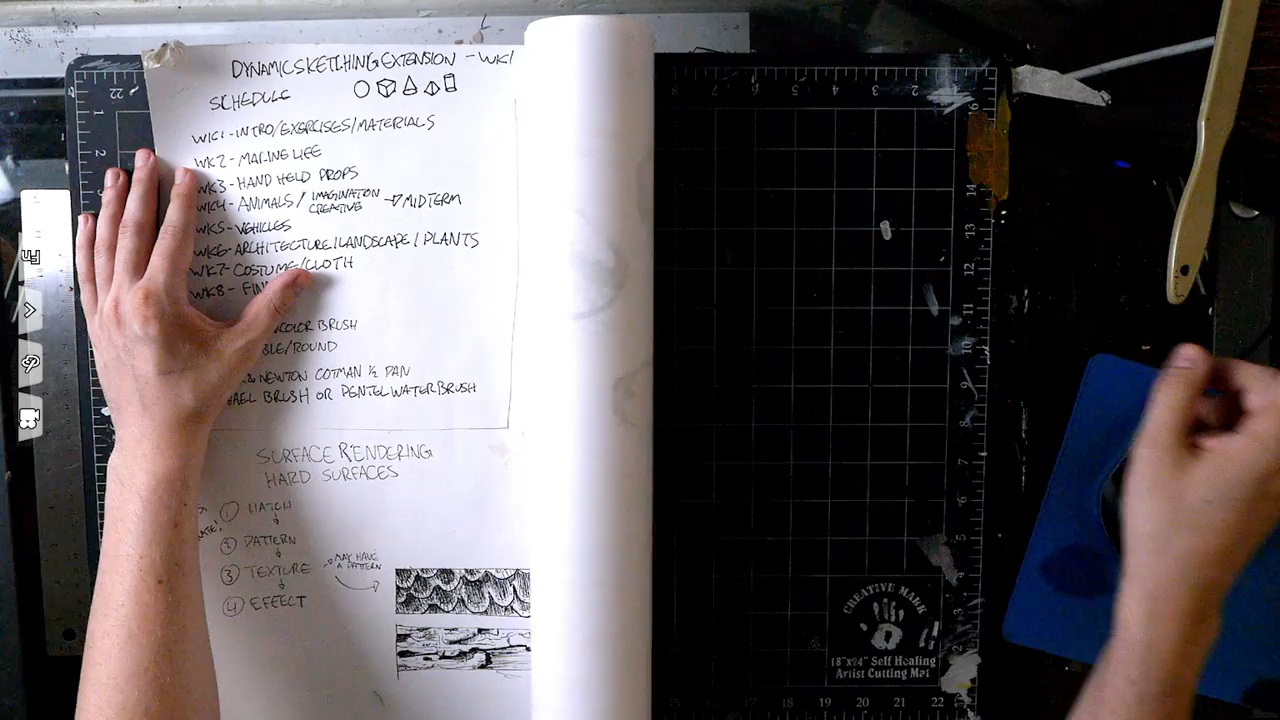 DYNAMIC SKETCHING EXTENSION - WK1
SCHEDULE
WK1 - INTRO/EXERCISES/MATERIALS
WK2 - MARINE LIFE
WK3 - HAND HELD PROPS
WK4 - ANIMALS / IMAGINATION CREATIVE → MIDTERM
WK5 - VEHICLES
WK6 - ARCHITECTURE/LANDSCAPE/PLANTS
WK7 - COSTUME/CLOTH
WK8 -
COLOR BRUSH
/ROUND
& NEWTON COTMAN ½ PAN
BRUSH OR PENTEL WATERBRUSH
SURFACE RENDERING:
HARD SURFACES
① HATCH
② PATTERN
③ TEXTURE
④ EFFECT
→ MAY HAVE
A PATTERN
CREATIVE MARK
18"x24" Self Healing
Artist Cutting Mat